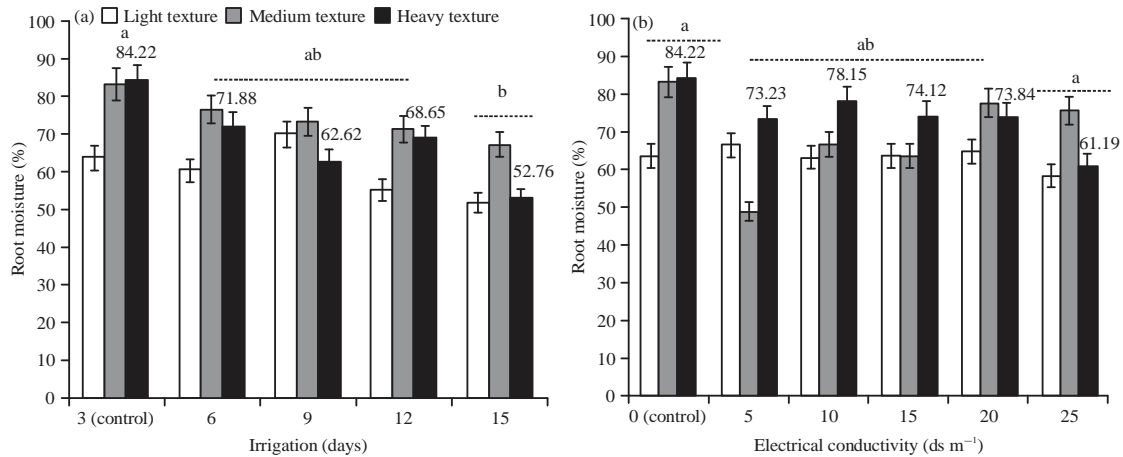 (a) Light texture Medium texture Heavy texture
100
90
80
70
60
50
40
30
20
10
0
Root moisture (%)
a
84.22
ab
71.88
62.62
68.65
b
52.76
3 (control) 6 9 12 15
Irrigation (days)
(b)
100
90
80
70
60
50
40
30
20
10
0
Root moisture (%)
a
84.22
ab
73.23
78.15
74.12
73.84
a
61.19
0 (control) 5 10 15 20 25
Electrical conductivity (ds m⁻¹)